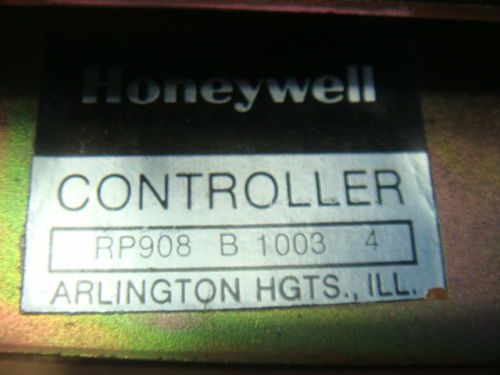 Honeywell
CONTROLLER
RP908 B 1003 4
ARLINGTON HGTS., ILL.